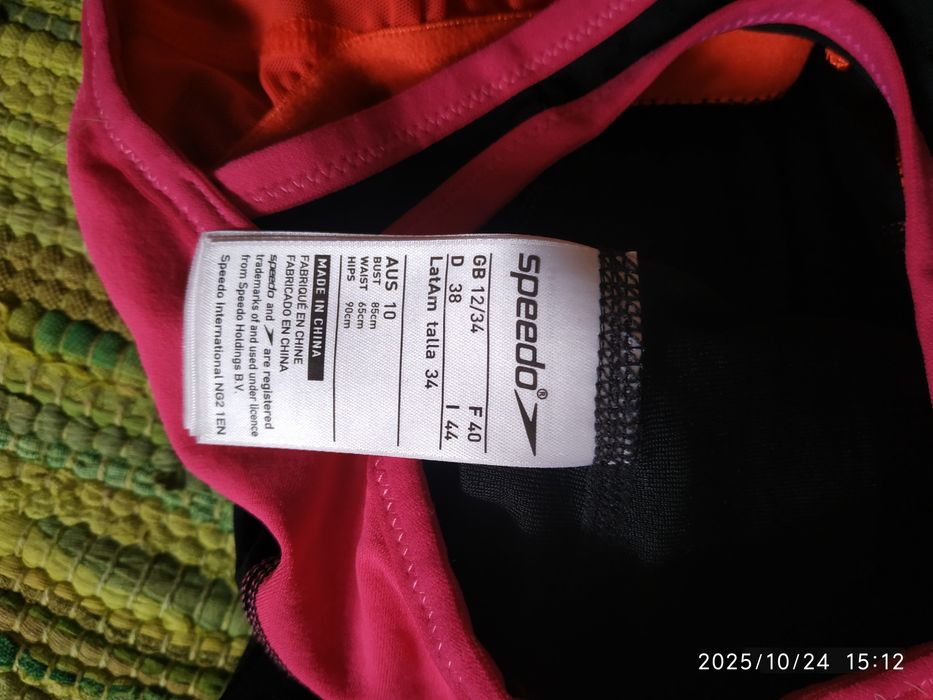 speedo®
GB 12/34 F 40
D 38 I 44
LatAm talla 34
AUS 10
BUST 85cm
WAIST 65cm
HIPS 90cm
MADE IN CHINA
FABRIQUÉ EN CHINE
FABRICADO EN CHINA
speedo and are registered
trademarks of and used under licence
from Speedo Holdings B.V.
Speedo International NG2 1EN
2025/10/24 15:12